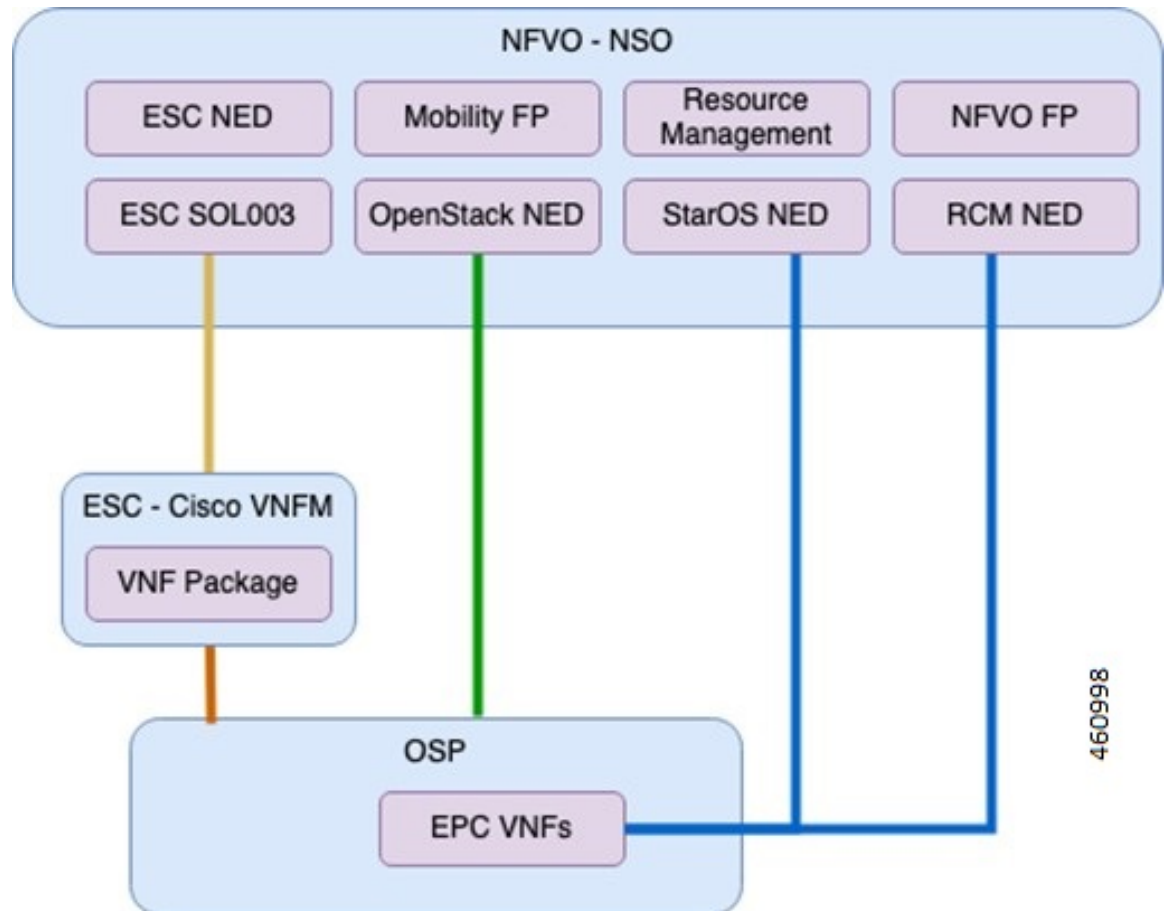 NFVO - NSO
ESC NED
Mobility FP
Resource
Management
NFVO FP
ESC SOL003
OpenStack NED
StarOS NED
RCM NED
ESC - Cisco VNFM
VNF Package
OSP
EPC VNFs
460998